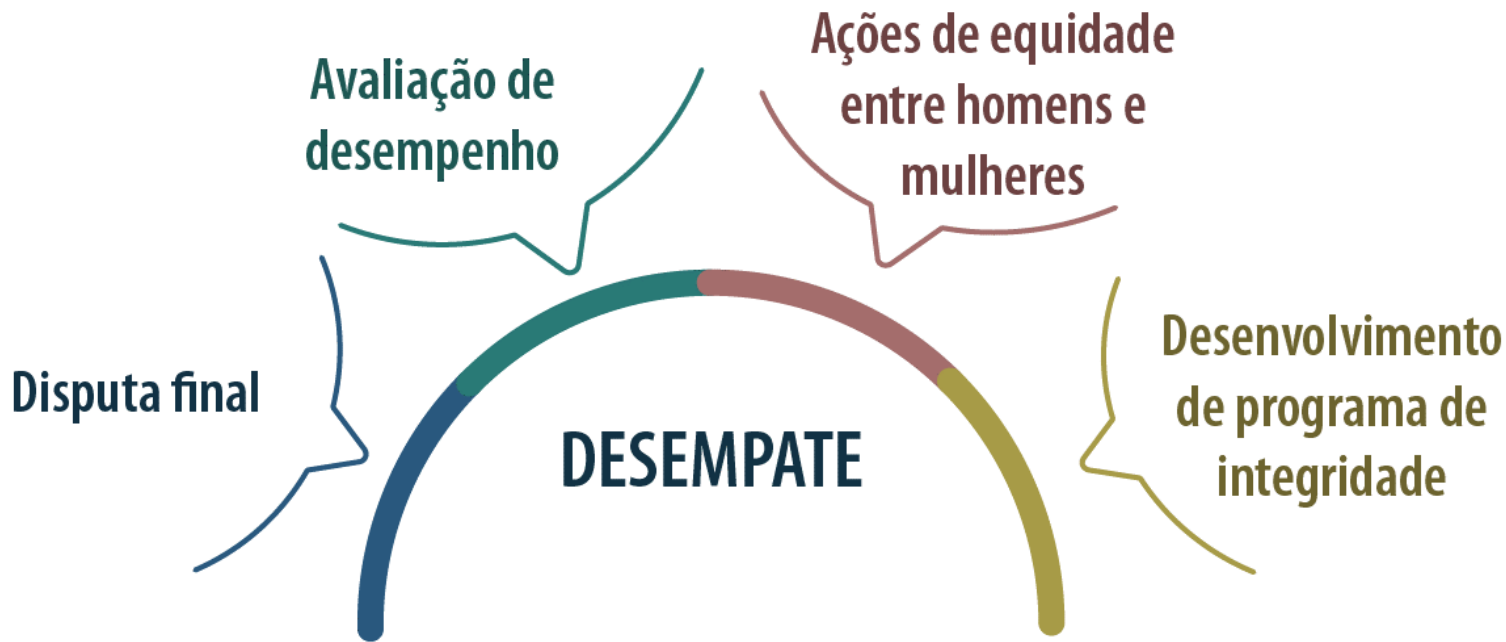 Disputa final
Avaliação de
desempenho
Ações de equidade
entre homens e
mulheres
Desenvolvimento
de programa de
integridade
DESEMPATE